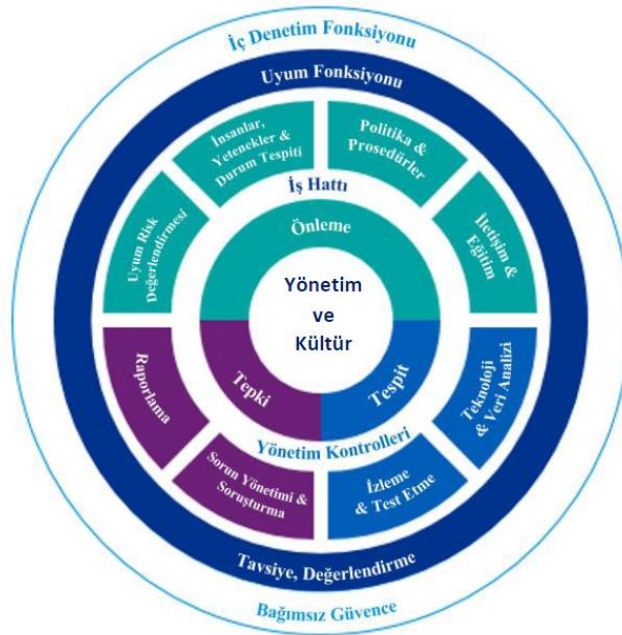 İç Denetim Fonksiyonu
Uyum Fonksiyonu
İnsanlar,
Yetenekler &
Durum Tespiti
Politika &
Prosedürler
İş Hattı
Uyum Risk
Değerlendirmesi
Önleme
İletişim &
Eğitim
Yönetim
ve
Kültür
Raporlama
Tepki
Tespit
Teknoloji
& Veri Analizi
Yönetim Kontrolleri
Sorun Yönetimi &
Soruşturma
İzleme
& Test Etme
Tavsiye, Değerlendirme
Bağımsız Güvence